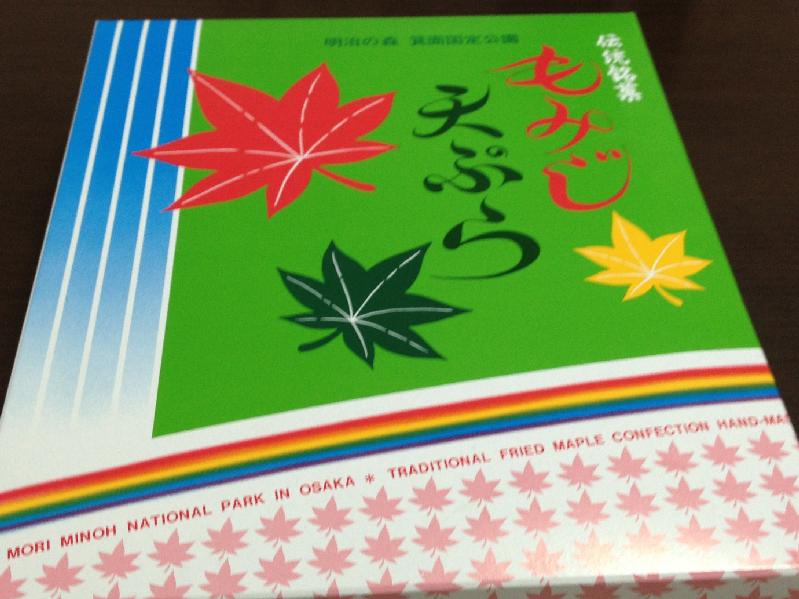 明治の森 箕面国定公園
伝統銘菓
もみじ
天ぷら
MORI MINOH NATIONAL PARK IN OSAKA * TRADITIONAL FRIED MAPLE CONFECTION HAND-MA